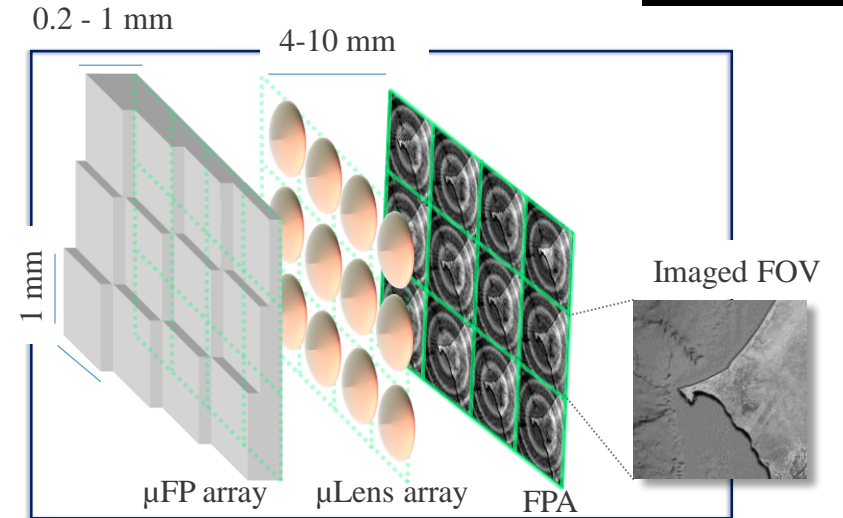 0.2 - 1 mm
4-10 mm
1 mm
Imaged FOV
µFP array
µLens array
FPA